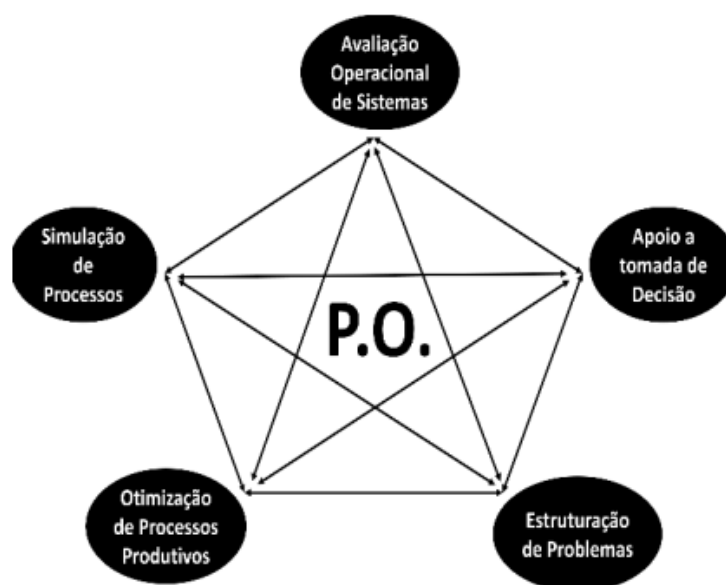 Avaliação
Operacional
de Sistemas
Simulação
de
Processos
Apoio a
tomada de
Decisão
P.O.
Otimização
de Processos
Produtivos
Estruturação
de Problemas